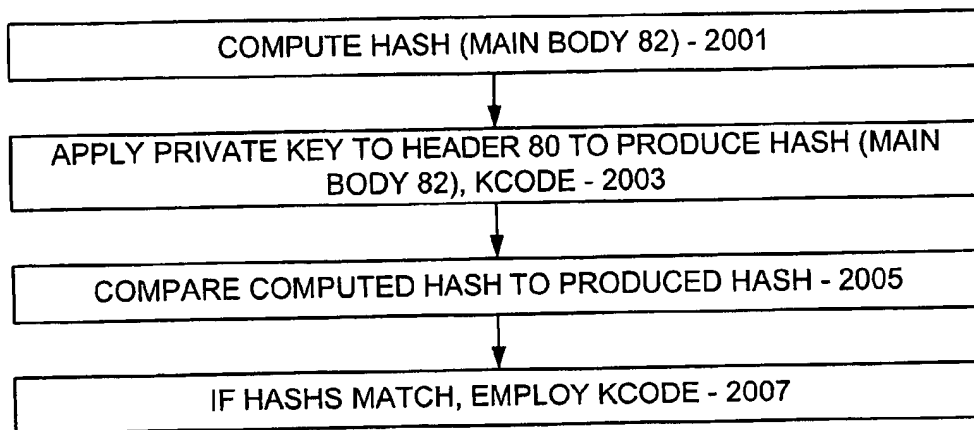 COMPUTE HASH (MAIN BODY 82) - 2001
APPLY PRIVATE KEY TO HEADER 80 TO PRODUCE HASH (MAIN
BODY 82), KCODE - 2003
COMPARE COMPUTED HASH TO PRODUCED HASH - 2005
IF HASHS MATCH, EMPLOY KCODE - 2007